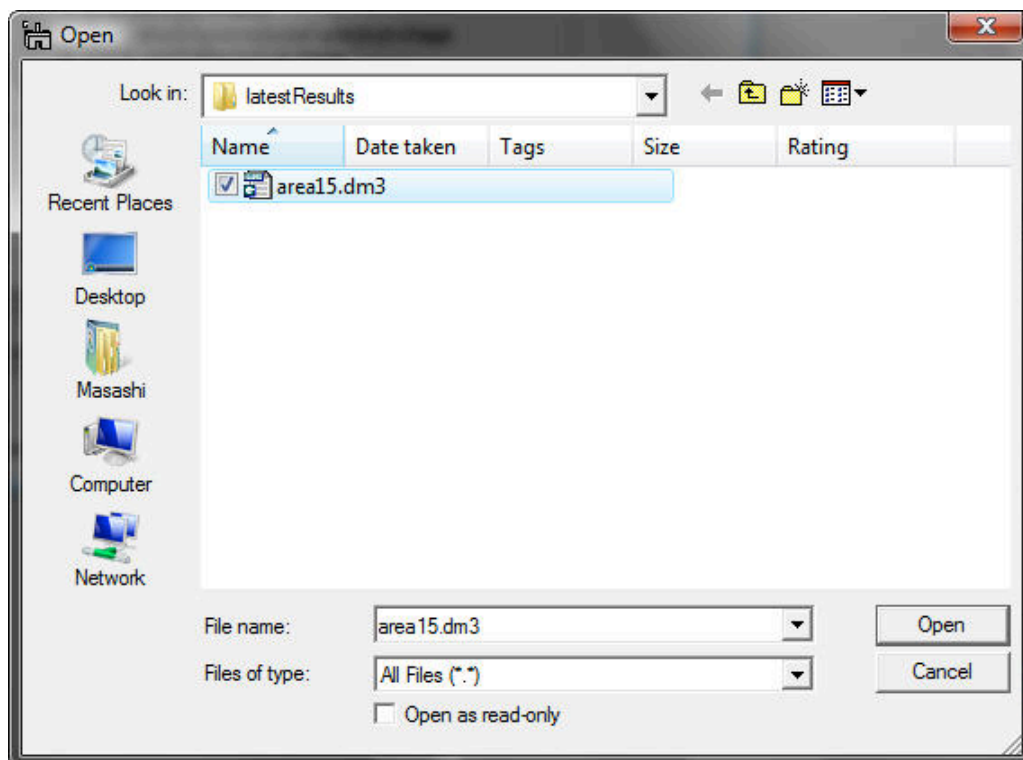 Open
Look in: latestResults
Name Date taken Tags Size Rating
area15.dm3
Recent Places
Desktop
Masashi
Computer
Network
File name: area15.dm3 Open
Files of type: All Files (*.*) Cancel
Open as read-only